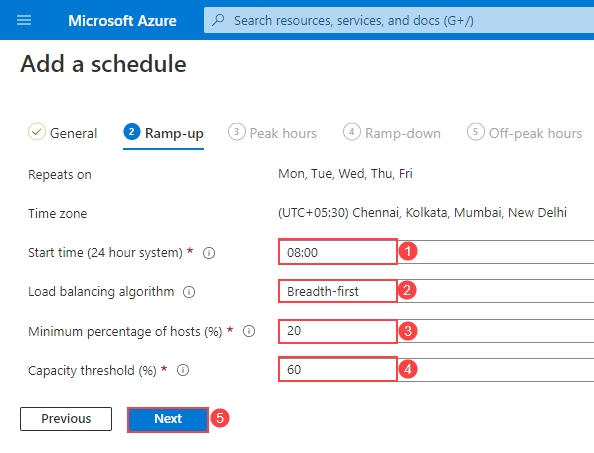 Microsoft Azure
Search resources, services, and docs (G+/)
Add a schedule
General
2 Ramp-up
3 Peak hours
4 Ramp-down
5 Off-peak hours
Repeats on Mon, Tue, Wed, Thu, Fri
Time zone (UTC+05:30) Chennai, Kolkata, Mumbai, New Delhi
Start time (24 hour system) * 08:00 1
Load balancing algorithm Breadth-first 2
Minimum percentage of hosts (%) * 20 3
Capacity threshold (%) * 60 4
Previous Next 5